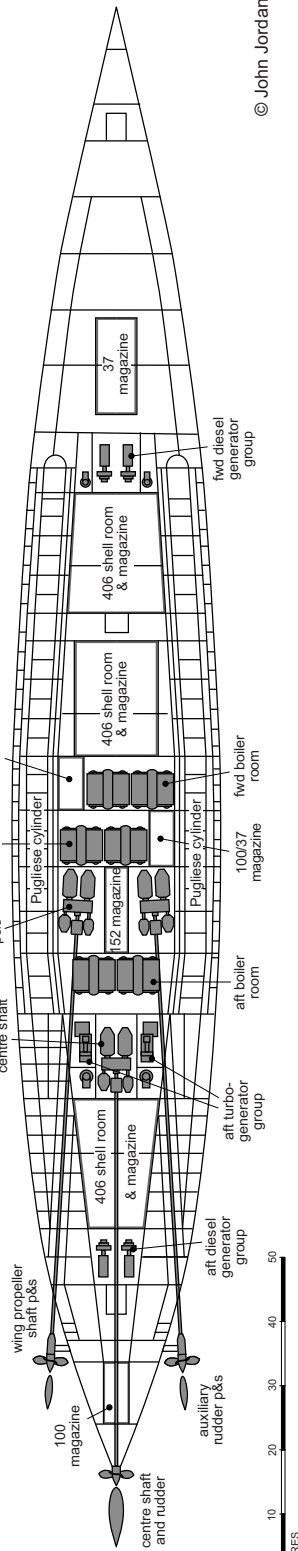 © John Jordan
37
magazine
fwd diesel
generator
group
406 shell room
& magazine
406 shell room
& magazine
Pugliese cylinder
Pugliese cylinder
fwd boiler
room
100/37
magazine
152 magazine
aft boiler
room
centre shaft
aft turbo-
generator
group
406 shell room
& magazine
aft diesel
generator
group
wing propeller
shaft p&s
auxiliary
rudder p&s
100
magazine
centre shaft
and rudder
10
20
30
40
50